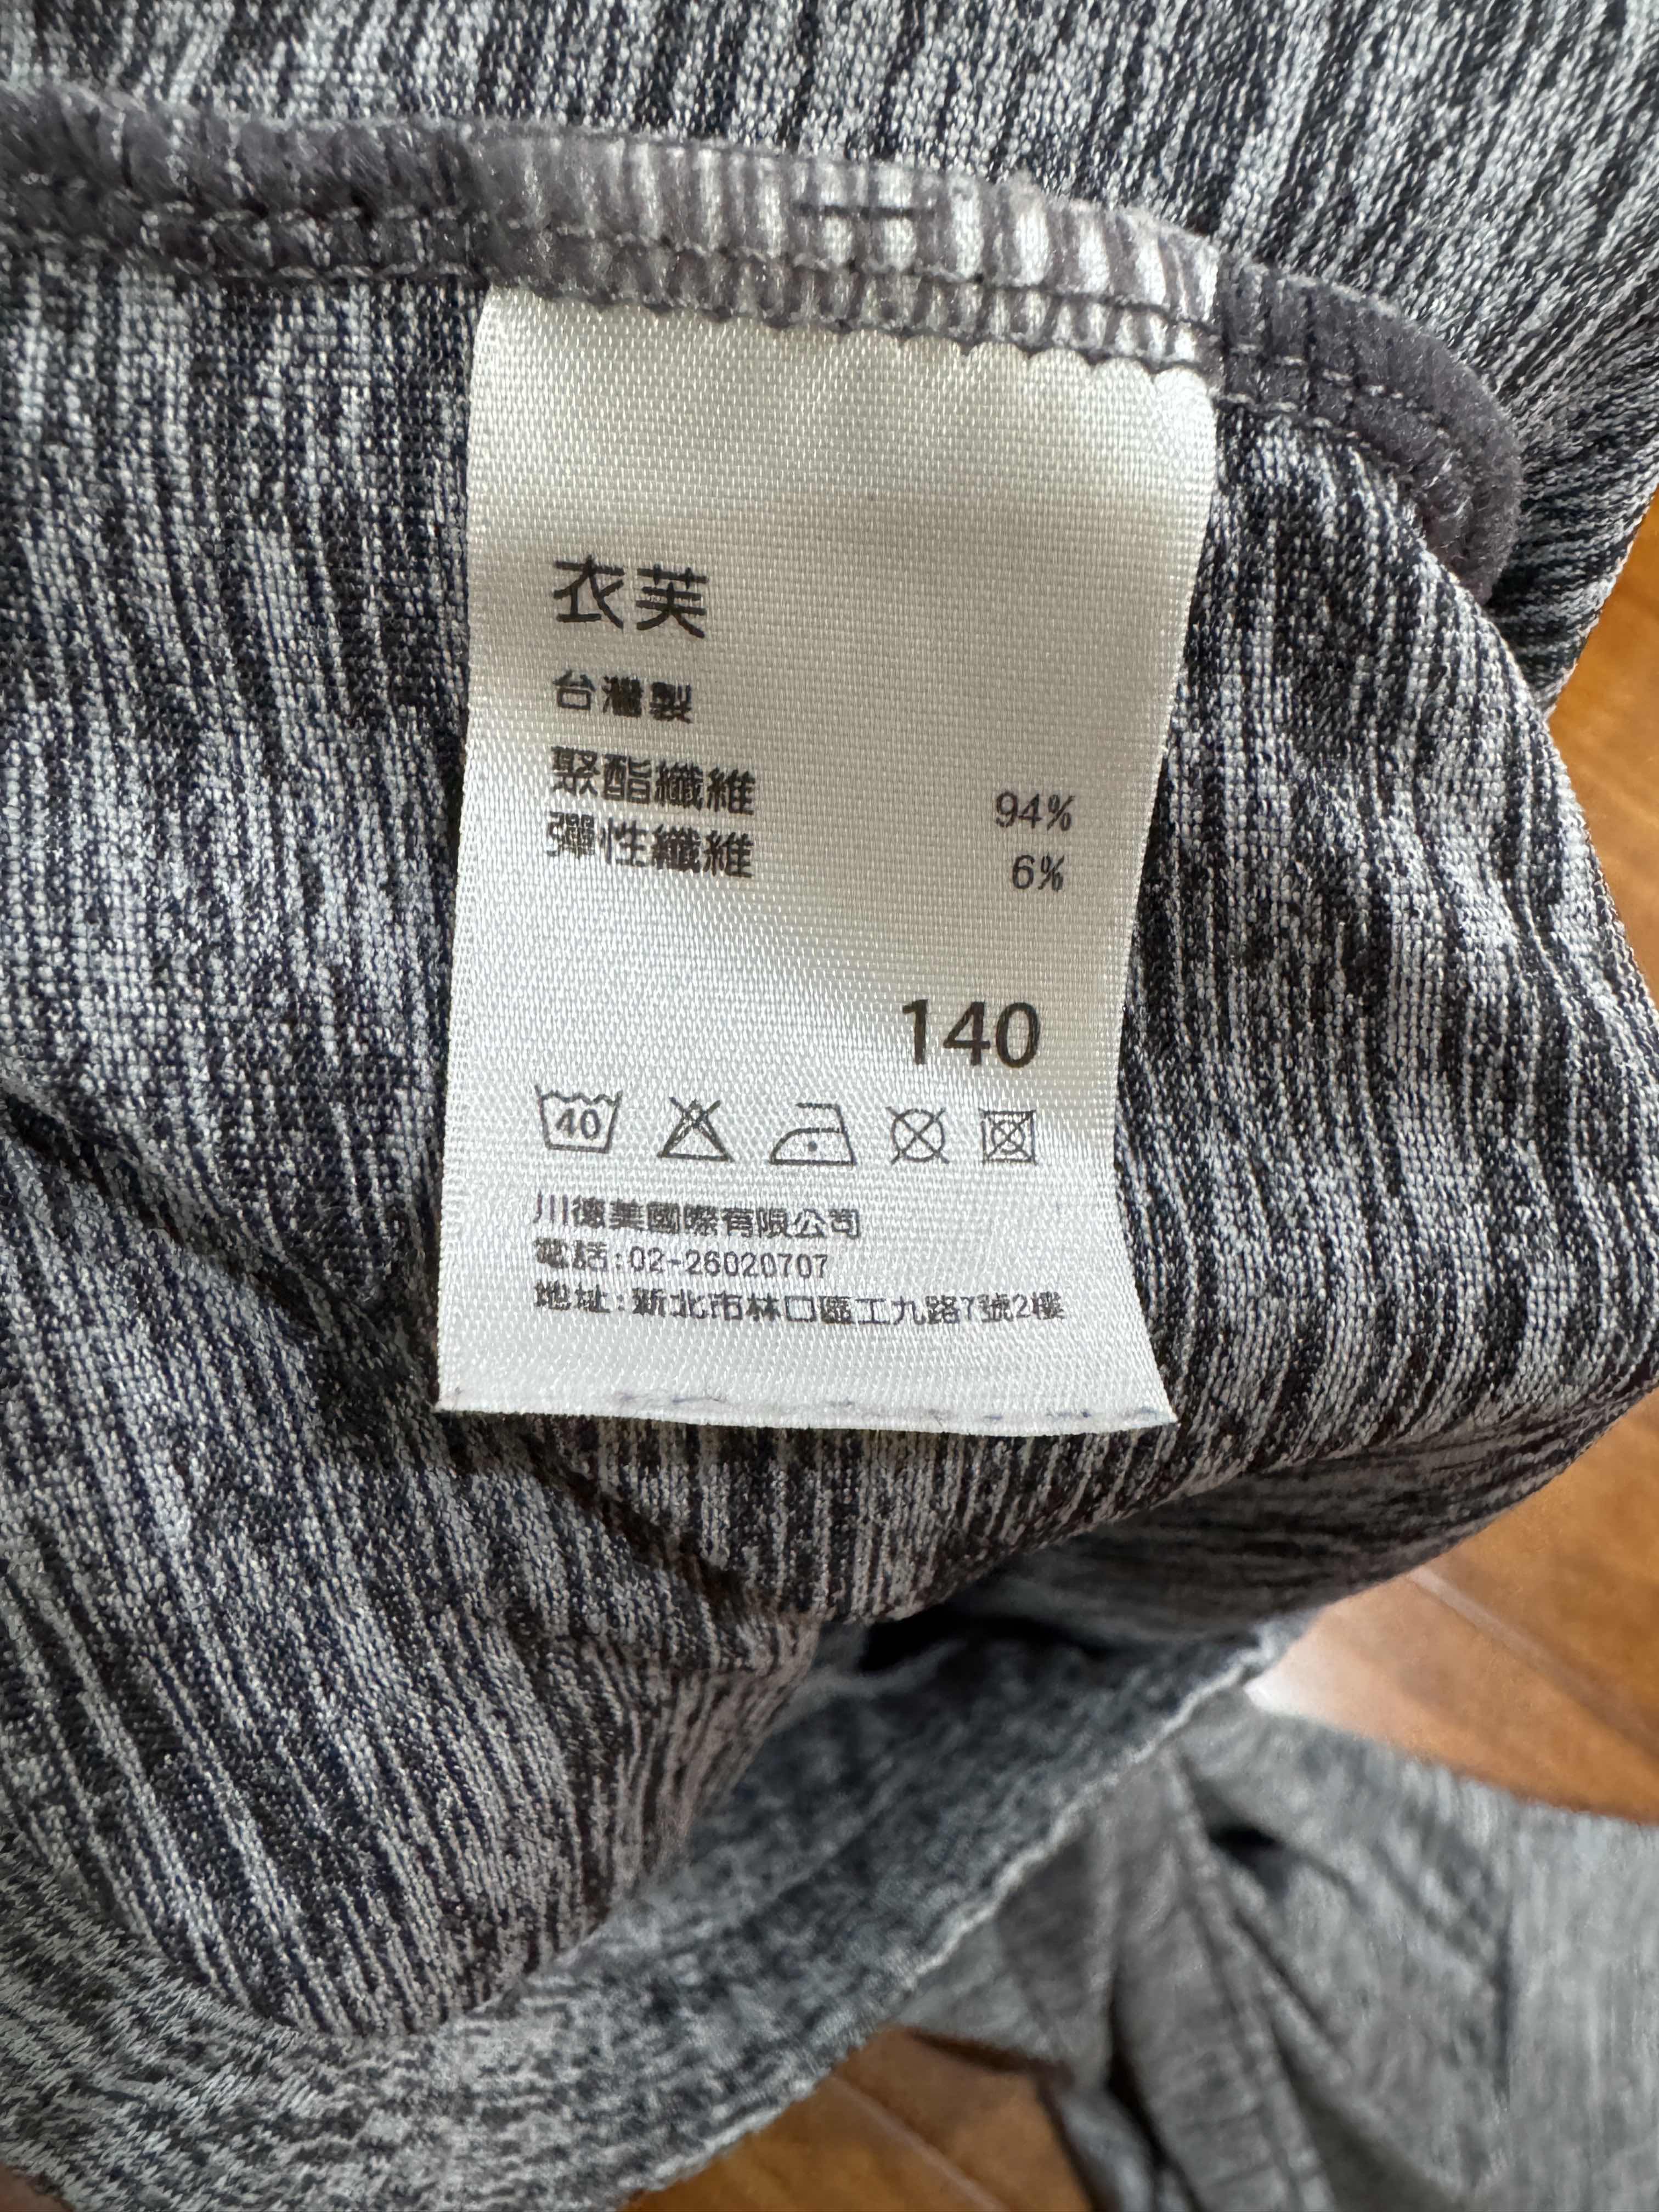 衣芙
台灣製
聚酯纖維 94%
彈性纖維 6%
140
40
川德美國際有限公司
電話:02-26020707
地址:新北市林口區工九路7號2樓